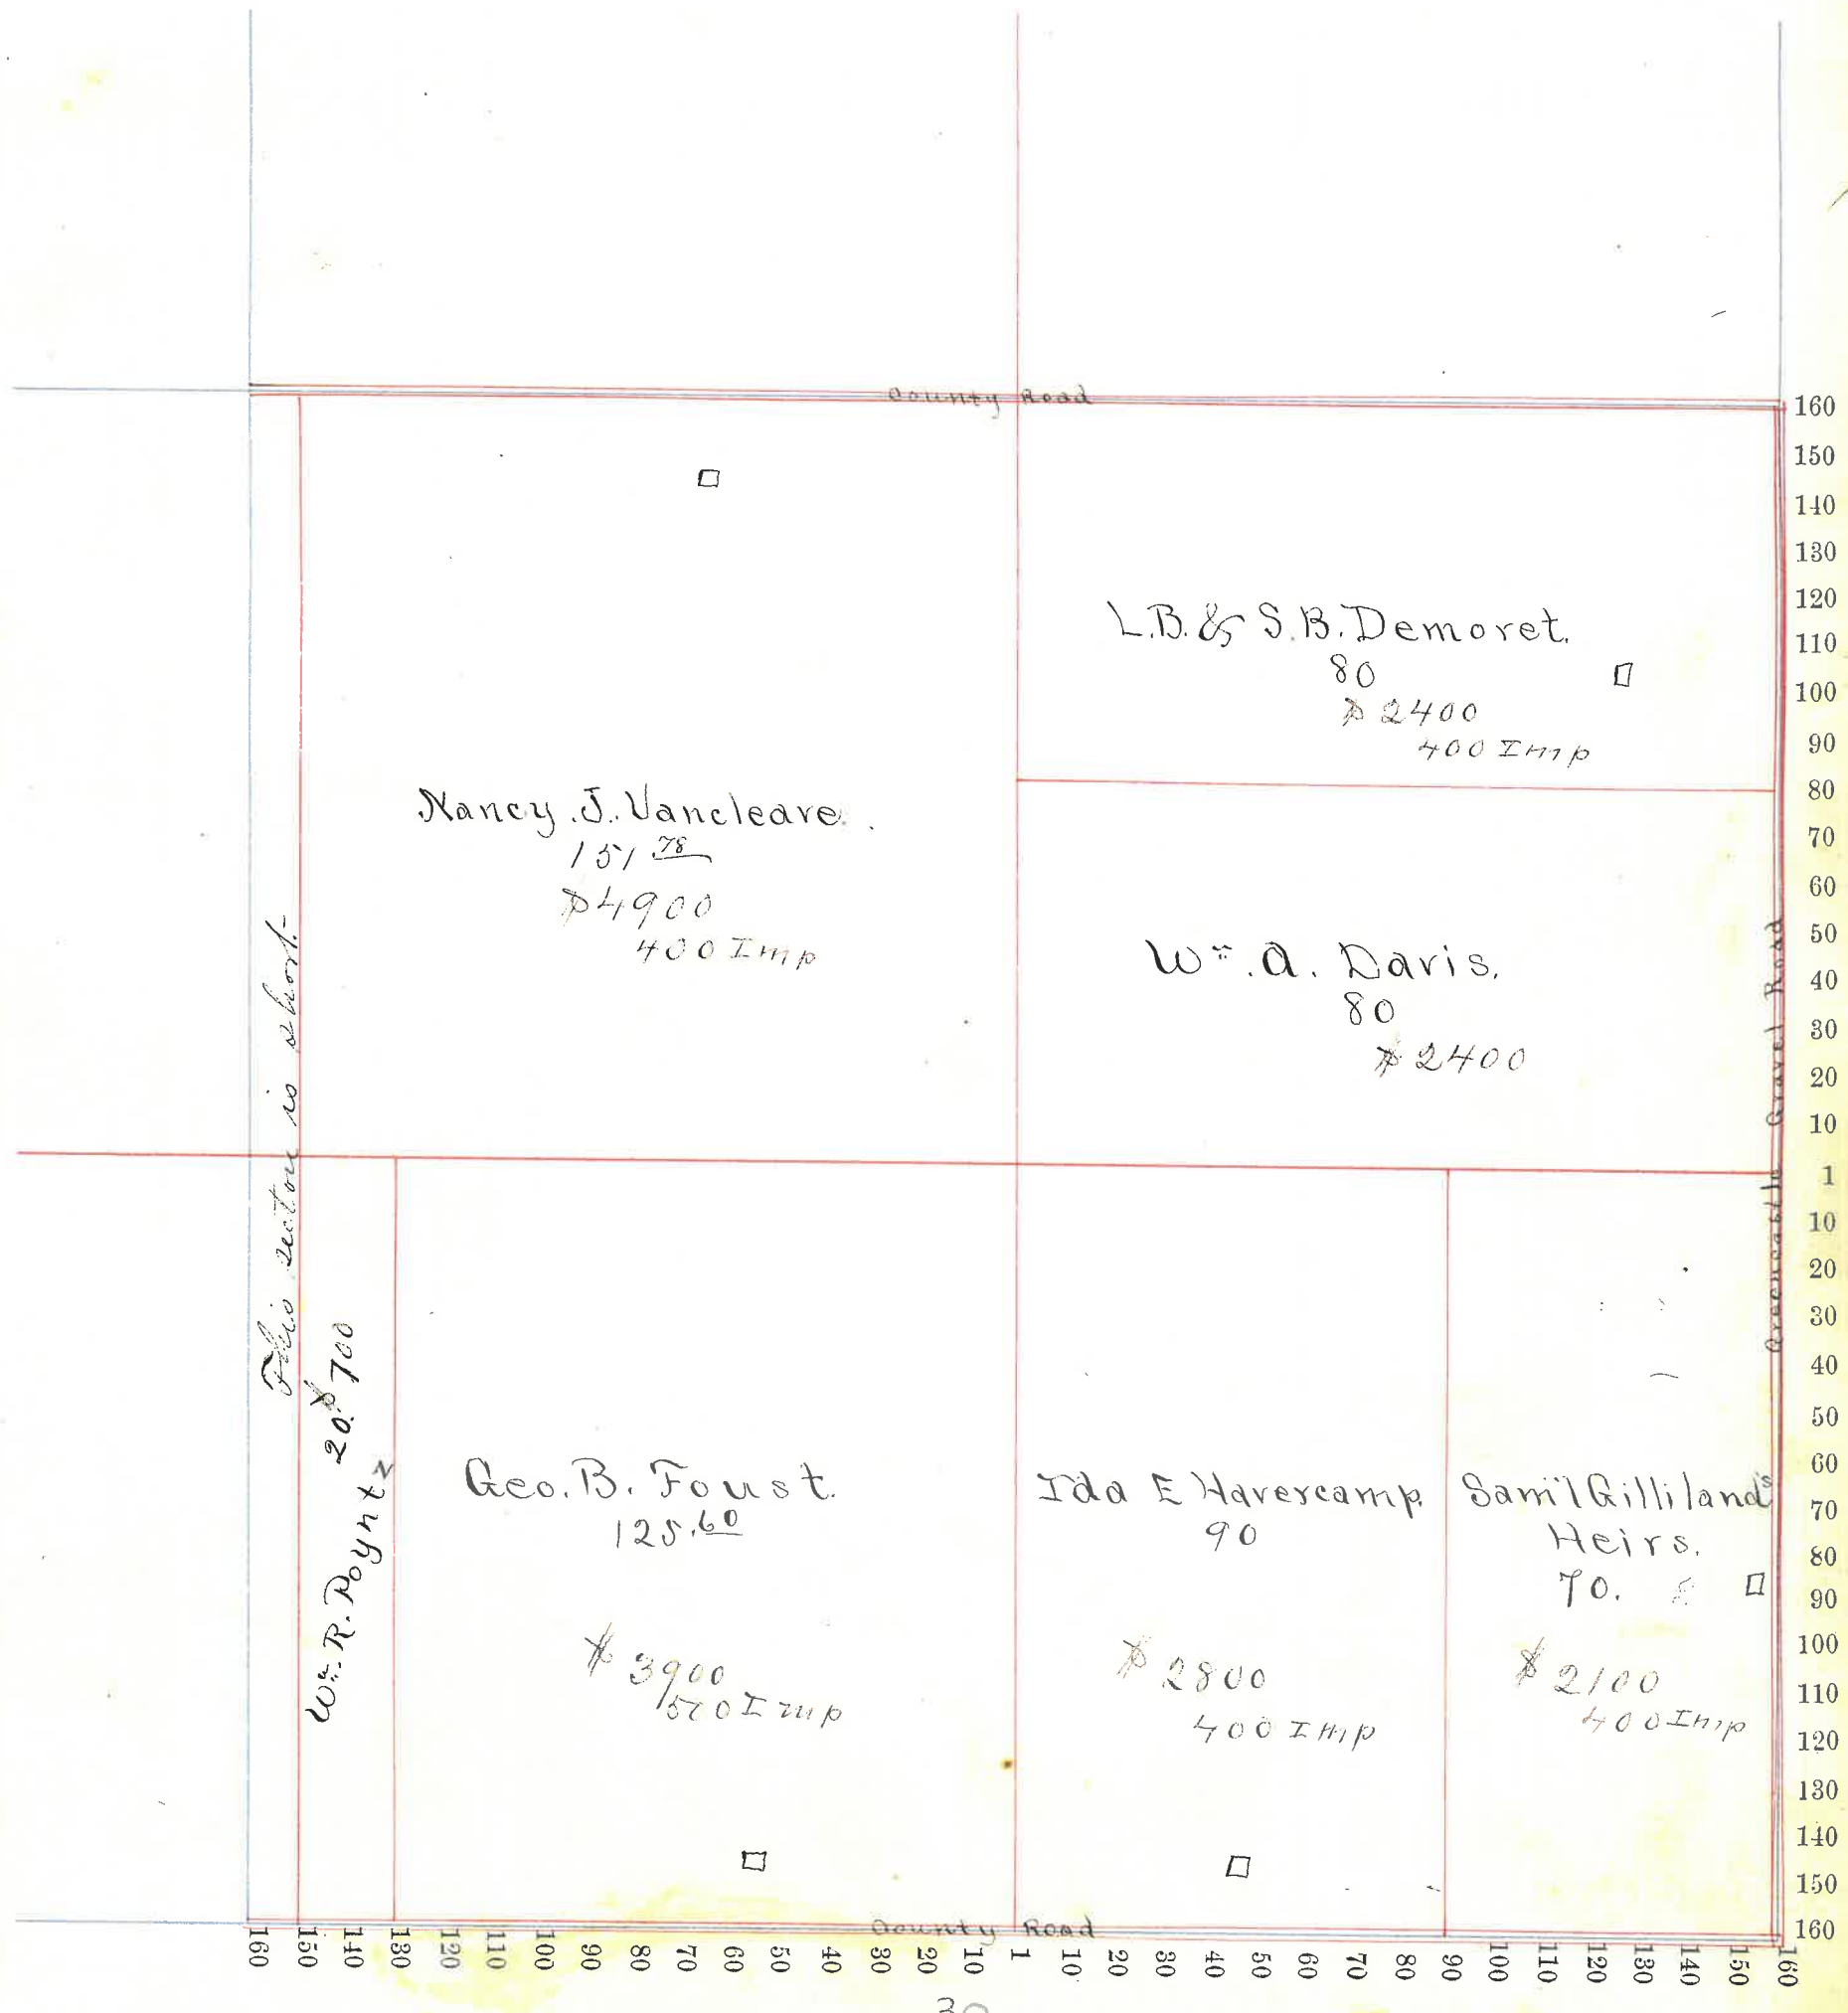 County Road
L.B. & S.B. Demoret.
80
$2400
400 Imp
Nancy. J. Vancleave.
151 78
$4900
400 Imp
Wm. A. Davis.
80
$2400
This section is short.
Greencastle Gravel Road
Wm. R. Poyntz
20. $700
Geo. B. Foust.
125.60
$3900
500 Imp
Ida E Havercamp.
90
$2800
400 Imp
Sam'l Gilliland's
Heirs.
70.
$2100
400 Imp
County Road
160
150
140
130
120
110
100
90
80
70
60
50
40
30
20
10
1
10
20
30
40
50
60
70
80
90
100
110
120
130
140
150
160
160 150 140 130 120 110 100 90 80 70 60 50 40 30 20 10 1 10 20 30 40 50 60 70 80 90 100 110 120 130 140 150 160